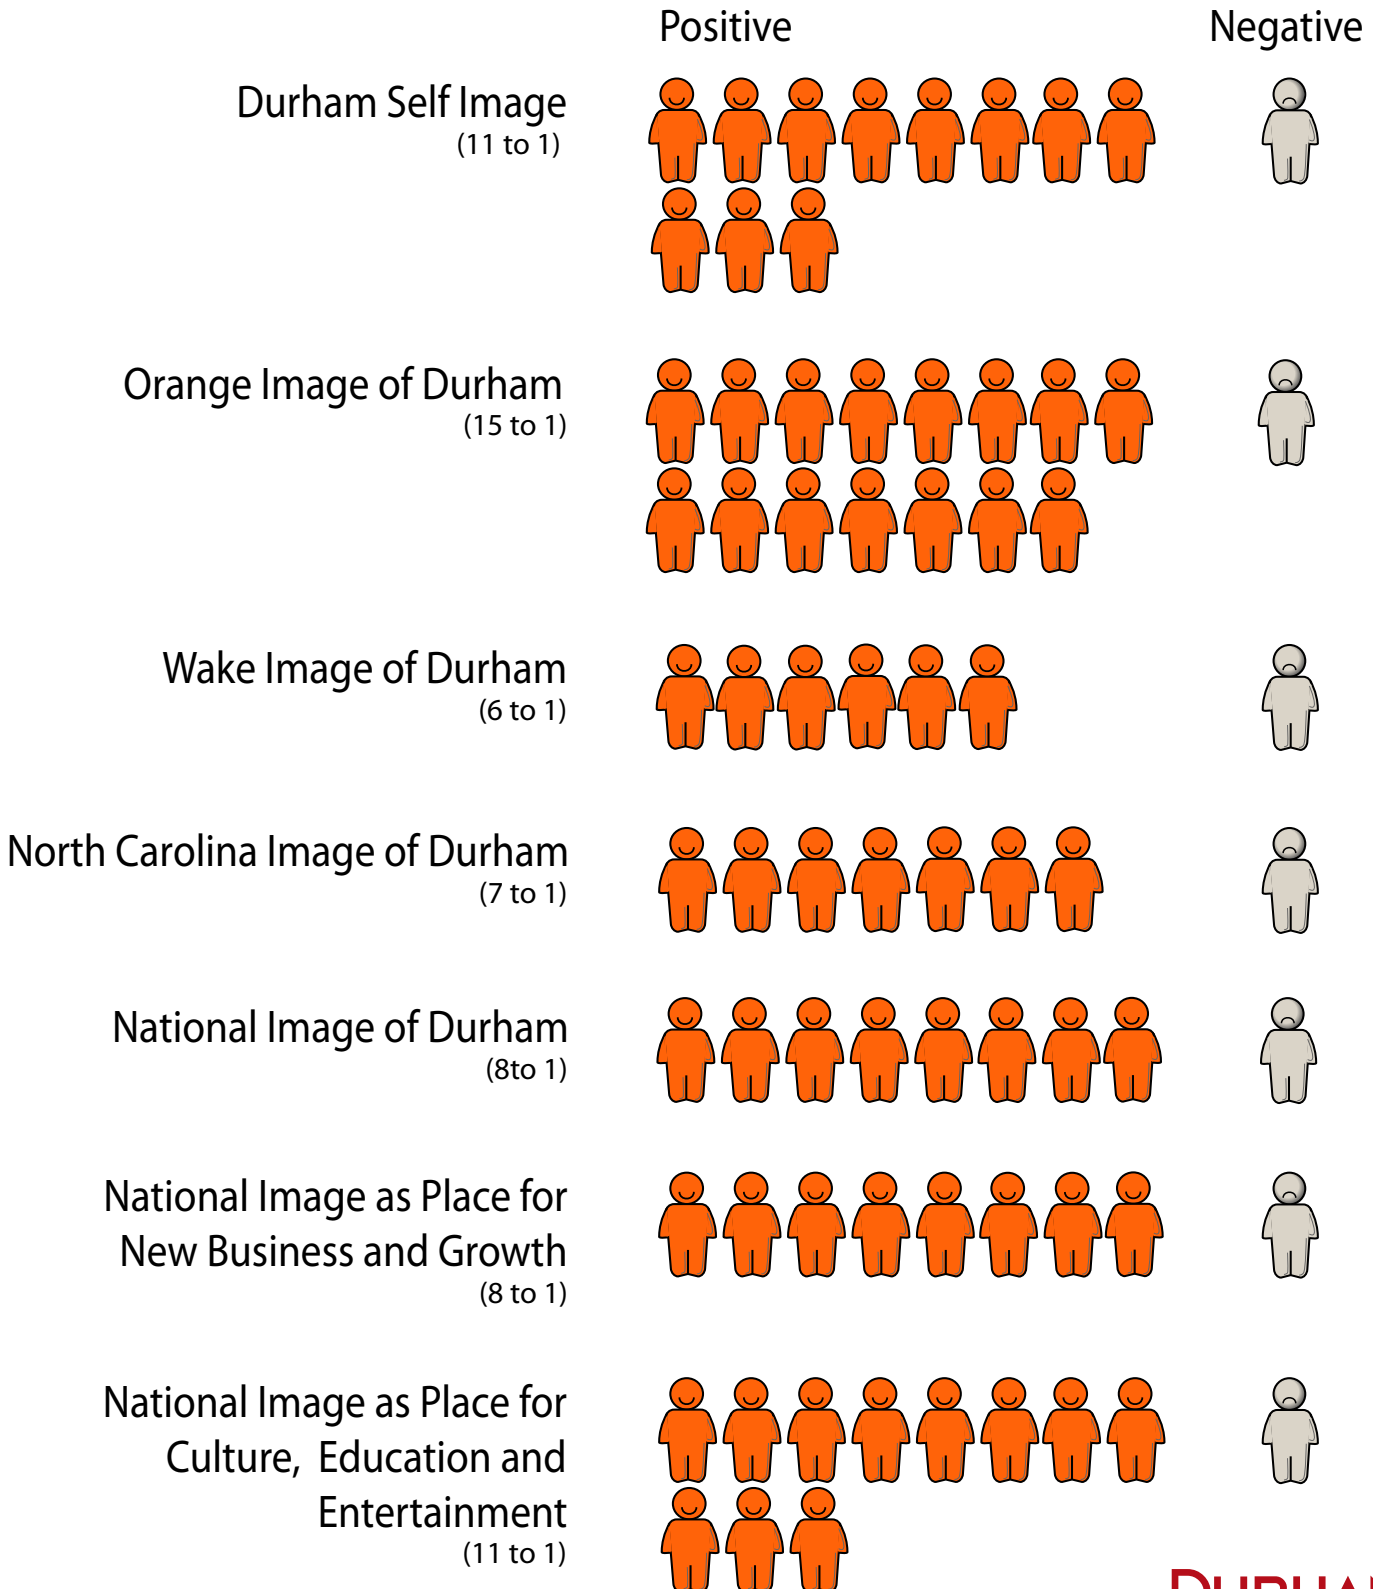 Positive Negative
Durham Self Image
(11 to 1)
Orange Image of Durham
(15 to 1)
Wake Image of Durham
(6 to 1)
North Carolina Image of Durham
(7 to 1)
National Image of Durham
(8to 1)
National Image as Place for
New Business and Growth
(8 to 1)
National Image as Place for
Culture, Education and
Entertainment
(11 to 1)